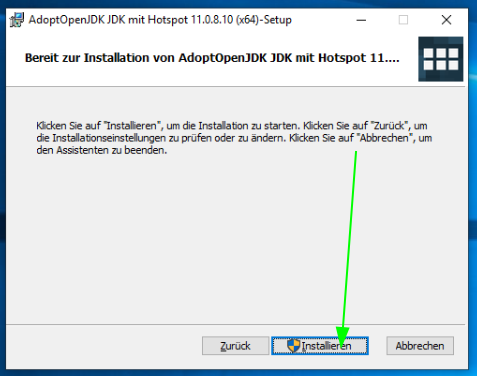 AdoptOpenJDK JDK mit Hotspot 11.0.8.10 (x64)-Setup
Bereit zur Installation von AdoptOpenJDK JDK mit Hotspot 11....
Klicken Sie auf "Installieren", um die Installation zu starten. Klicken Sie auf "Zurück", um
die Installationseinstellungen zu prüfen oder zu ändern. Klicken Sie auf "Abbrechen", um
den Assistenten zu beenden.
Zurück Installieren Abbrechen